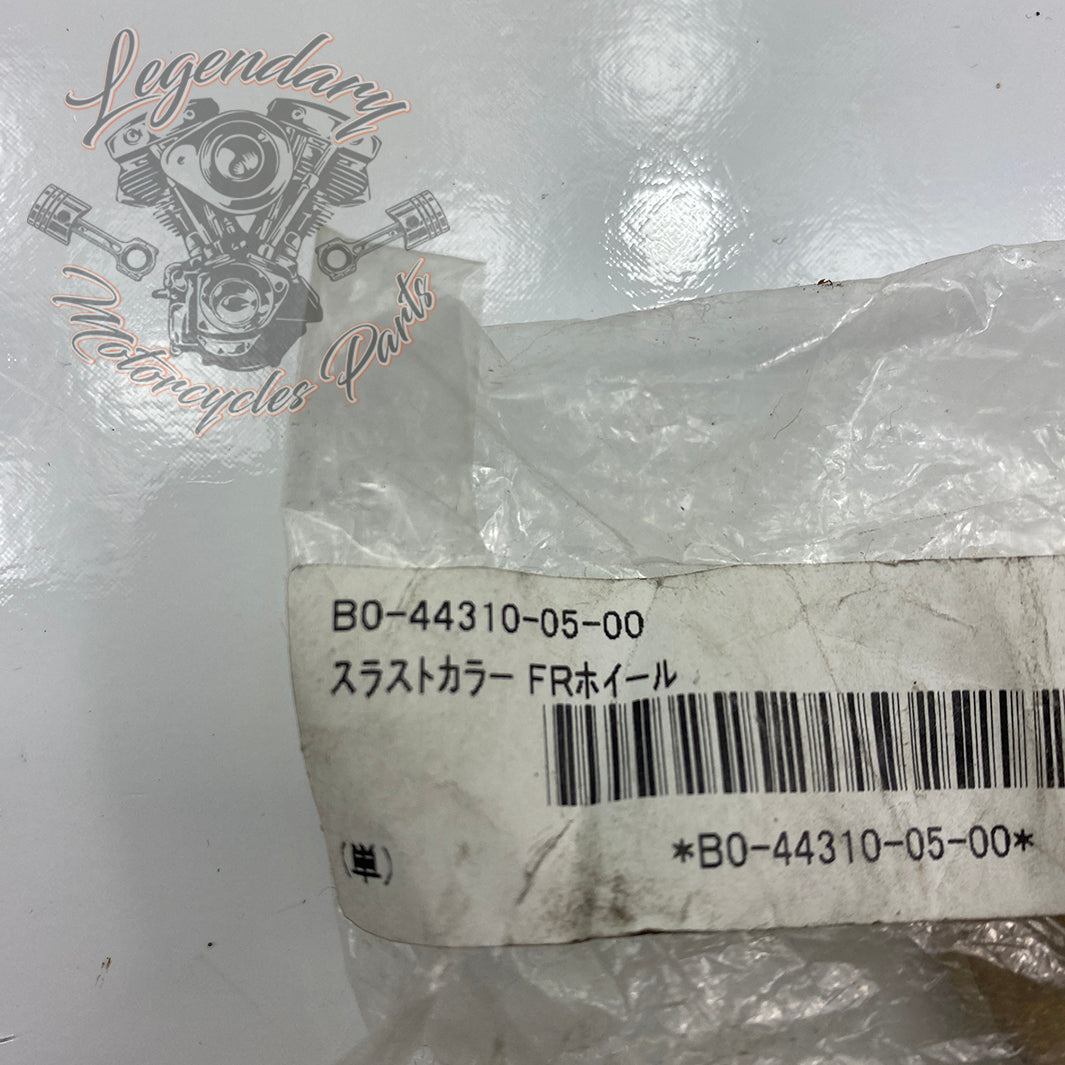 Legendary
Motorcycles Parts
B0-44310-05-00
スラストカラー FRホイール
*B0-44310-05-00*
(単)